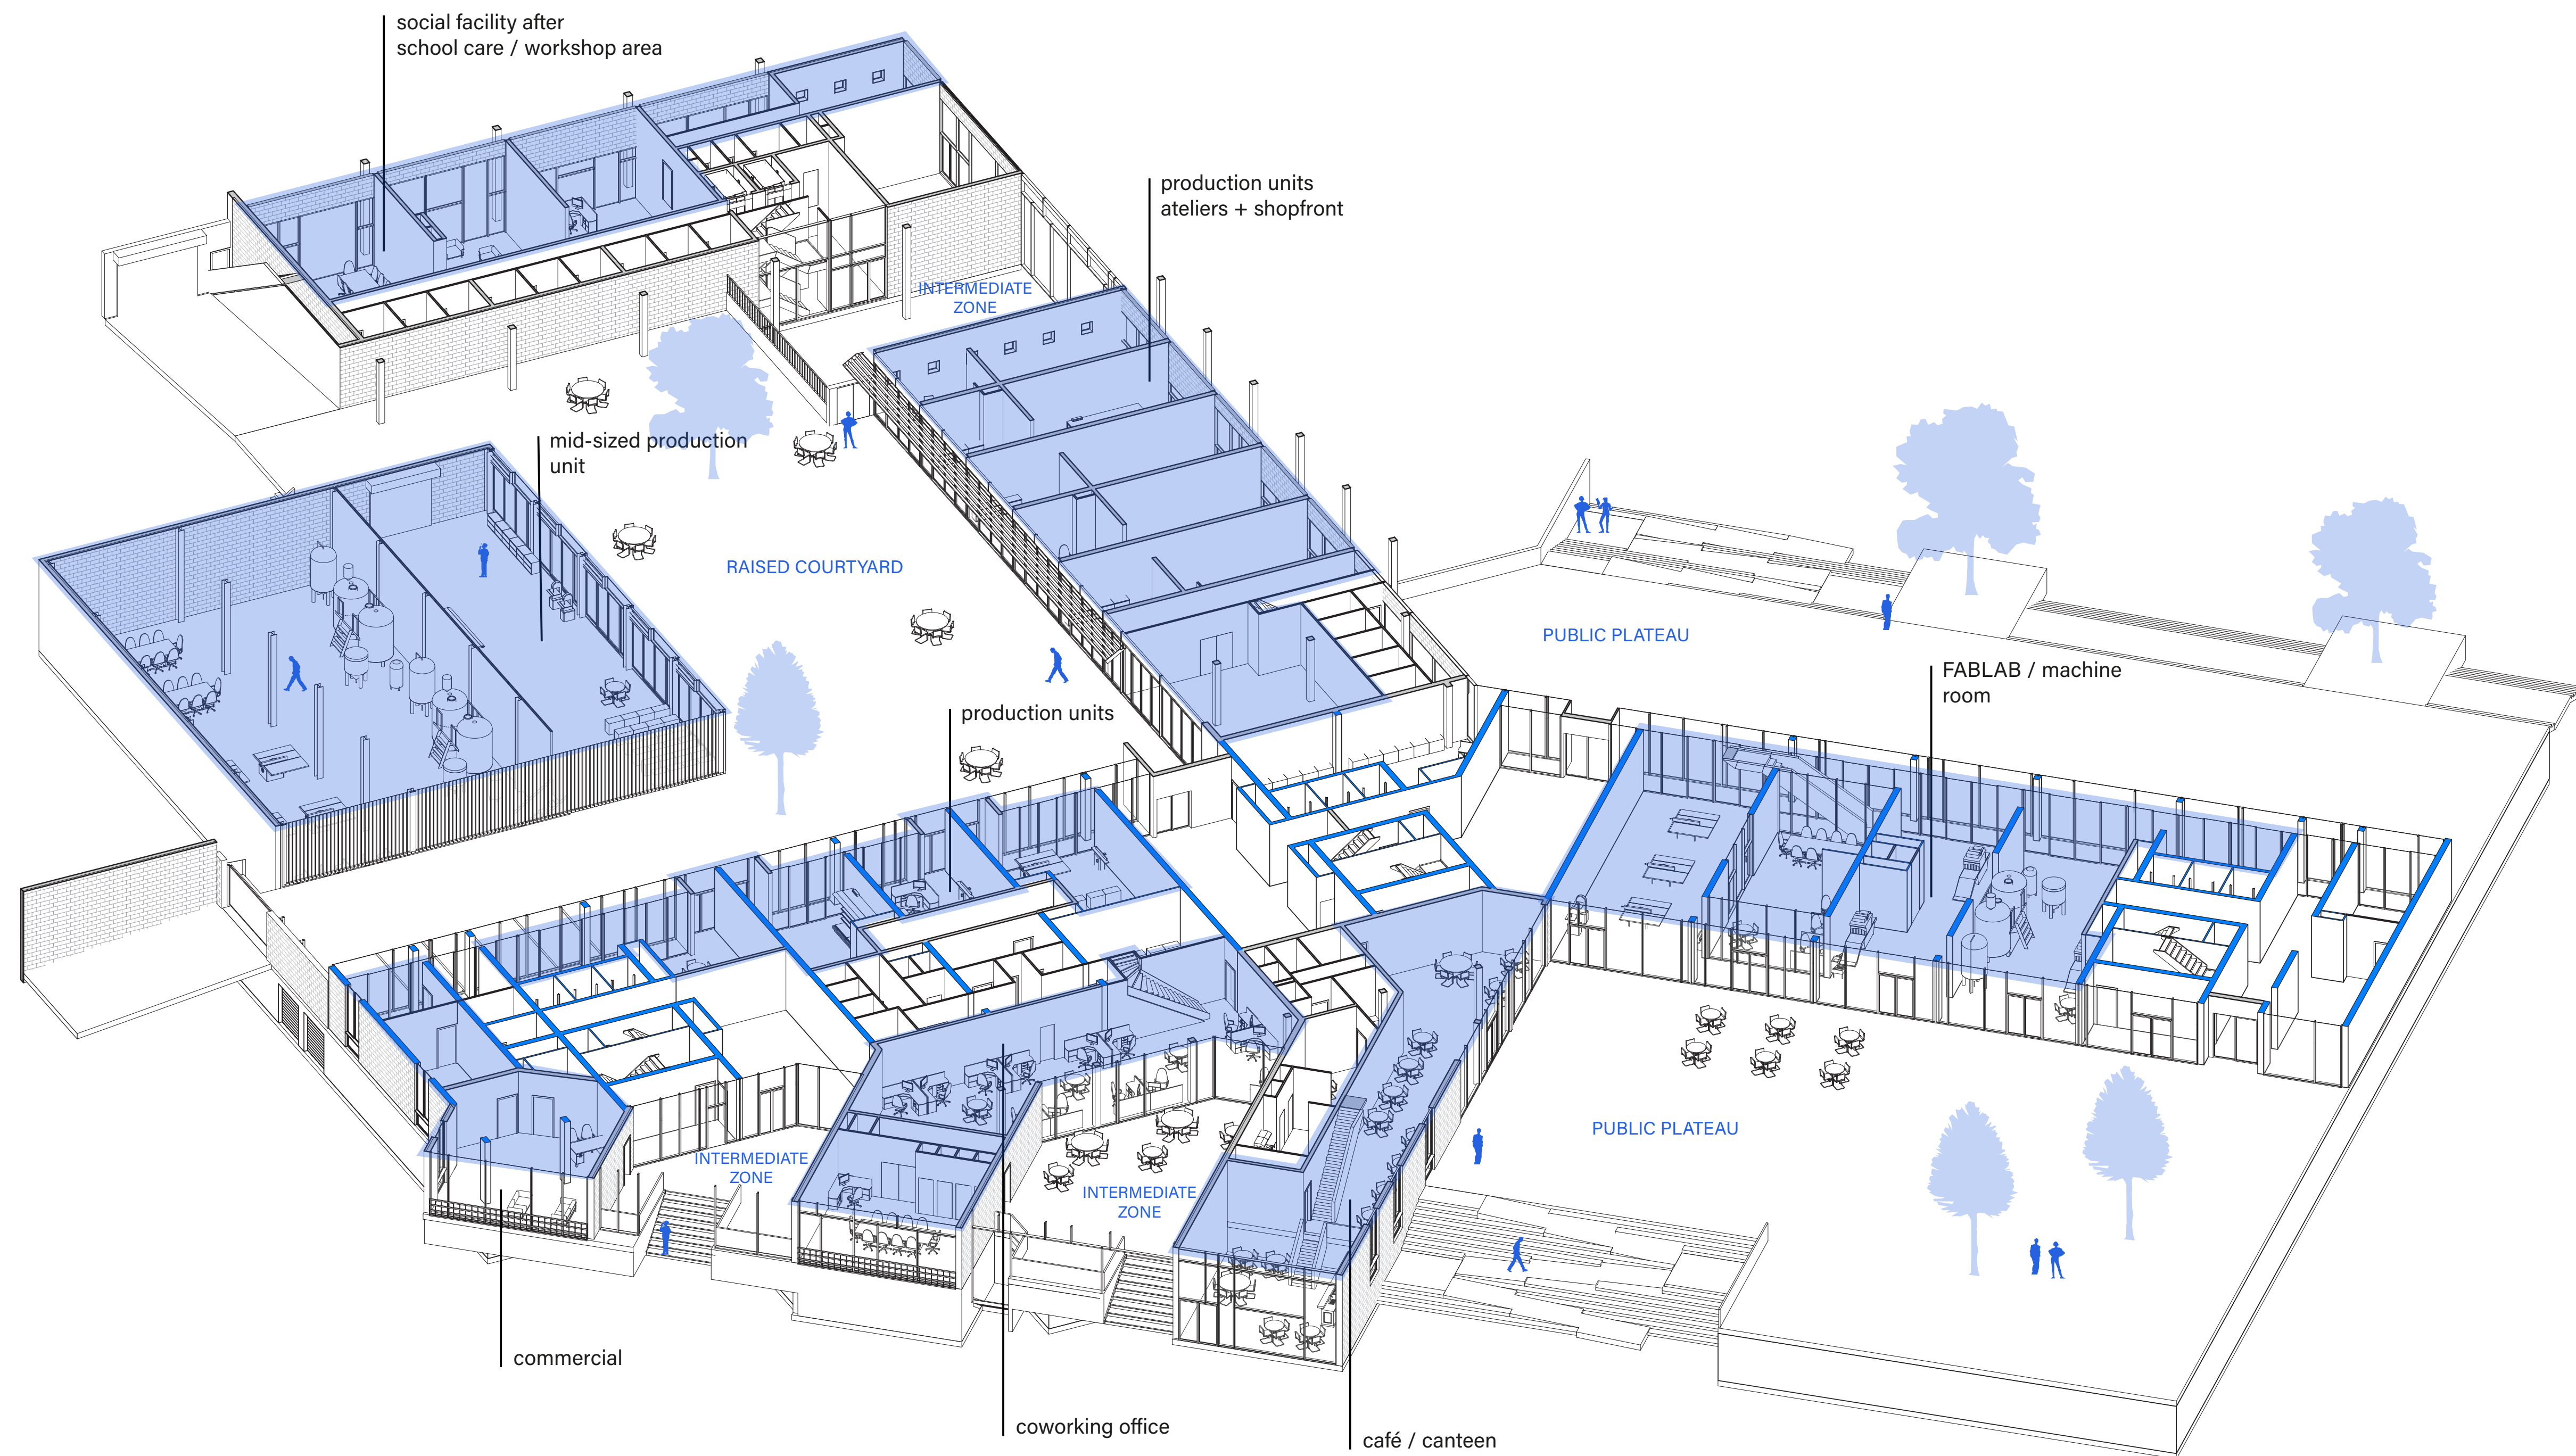 social facility after
school care / workshop area
production units
ateliers + shopfront
INTERMEDIATE
ZONE
mid-sized production
unit
RAISED COURTYARD
PUBLIC PLATEAU
FABLAB / machine
room
production units
PUBLIC PLATEAU
INTERMEDIATE
ZONE
INTERMEDIATE
ZONE
commercial
coworking office
café / canteen